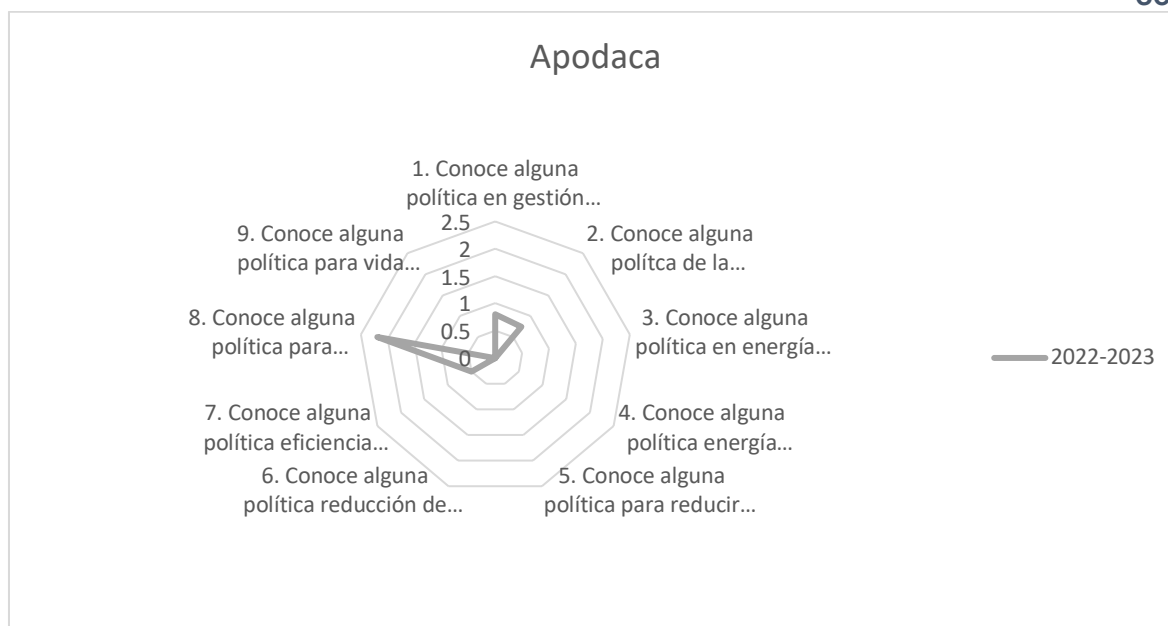 Apodaca
1. Conoce alguna
política en gestión...
2. Conoce alguna
polítca de la...
3. Conoce alguna
política en energía...
4. Conoce alguna
política energía...
5. Conoce alguna
política para reducir...
6. Conoce alguna
política reducción de...
7. Conoce alguna
política eficiencia...
8. Conoce alguna
política para...
9. Conoce alguna
política para vida...
2.5
2
1.5
1
0.5
0
2022-2023